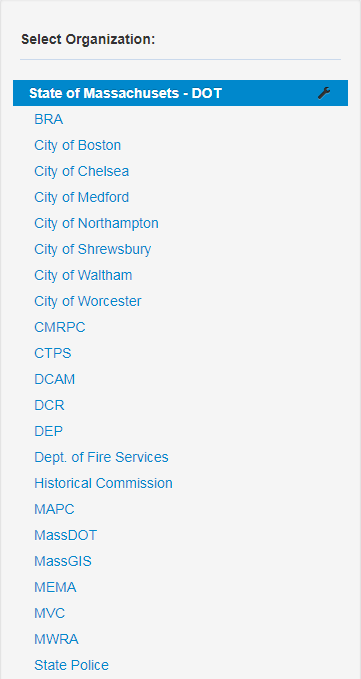 Select Organization:
State of Massachusets - DOT
BRA
City of Boston
City of Chelsea
City of Medford
City of Northampton
City of Shrewsbury
City of Waltham
City of Worcester
CMRPC
CTPS
DCAM
DCR
DEP
Dept. of Fire Services
Historical Commission
MAPC
MassDOT
MassGIS
MEMA
MVC
MWRA
State Police